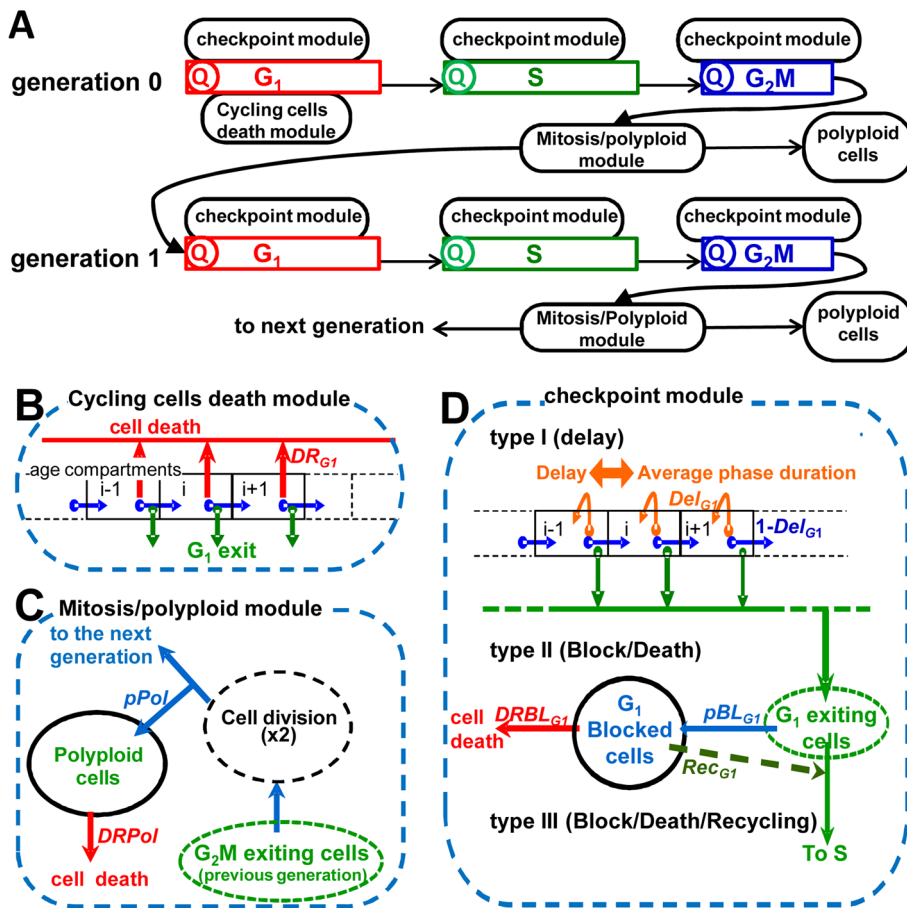 A
checkpoint module
checkpoint module
checkpoint module
generation 0
Q
G1
Q
S
Q
G2M
Cycling cells
death module
Mitosis/polyploid
module
polyploid
cells
checkpoint module
checkpoint module
checkpoint module
generation 1
Q
G1
Q
S
Q
G2M
to next generation
Mitosis/Polyploid
module
polyploid
cells
B
Cycling cells death module
cell death
DRG1
age compartments
i-1
i
i+1
G1 exit
C
Mitosis/polyploid module
to the next
generation
pPol
Cell division
(x2)
Polyploid
cells
DRPol
cell death
G2M exiting cells
(previous generation)
D
checkpoint module
type I (delay)
Delay
Average phase duration
DelG1
i-1
i
i+1
1-DelG1
type II (Block/Death)
cell
death
DRBLG1
G1
Blocked
cells
pBLG1
G1 exiting
cells
RecG1
type III (Block/Death/Recycling)
To S